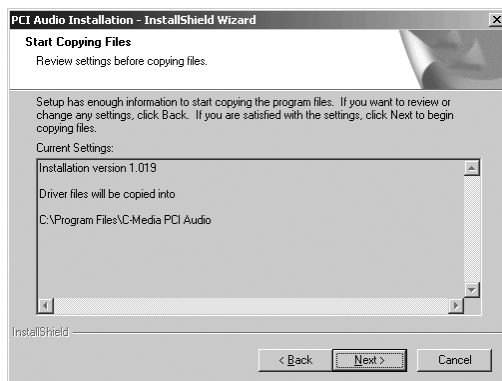 PCI Audio Installation - InstallShield Wizard
Start Copying Files
Review settings before copying files.
Setup has enough information to start copying the program files. If you want to review or
change any settings, click Back. If you are satisfied with the settings, click Next to begin
copying files.
Current Settings:
Installation version 1.019
Driver files will be copied into
C:\Program Files\C-Media PCI Audio
InstallShield
< Back Next > Cancel